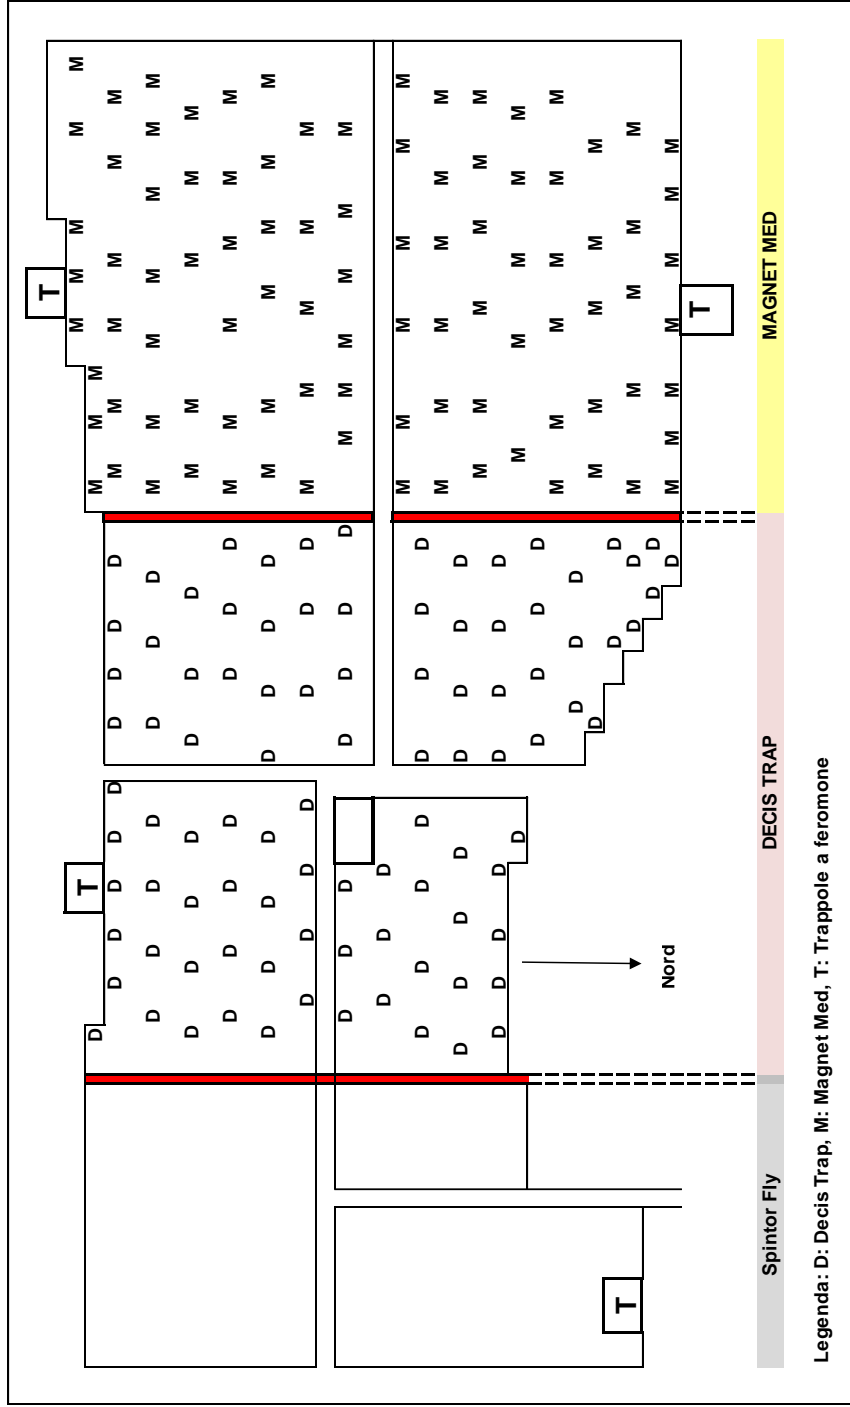 T
M M M M M
T
D M M M
D D D D D D D D D M M M M M M
D D D D D D D M M M M M M M
D D D D D D D M M M M M
D D D D D D M M M M M M
D D D D D D D D M M M M M M
D D D D D D D M M M M M
D D D D D D D M M M M M M
D D D
M M M M M M
D D D D D D D D
M M M M M M
D D D D D D D D
M M M M M
D D D D D D D D
D M M M M M
D D D D
M M M M M M
D D D
D M M M M
D D
T
D D M M M M M
D D
Nord D M M M M M M M
T
Spintor Fly DECIS TRAP MAGNET MED
Legenda: D: Decis Trap, M: Magnet Med, T: Trappole a feromone